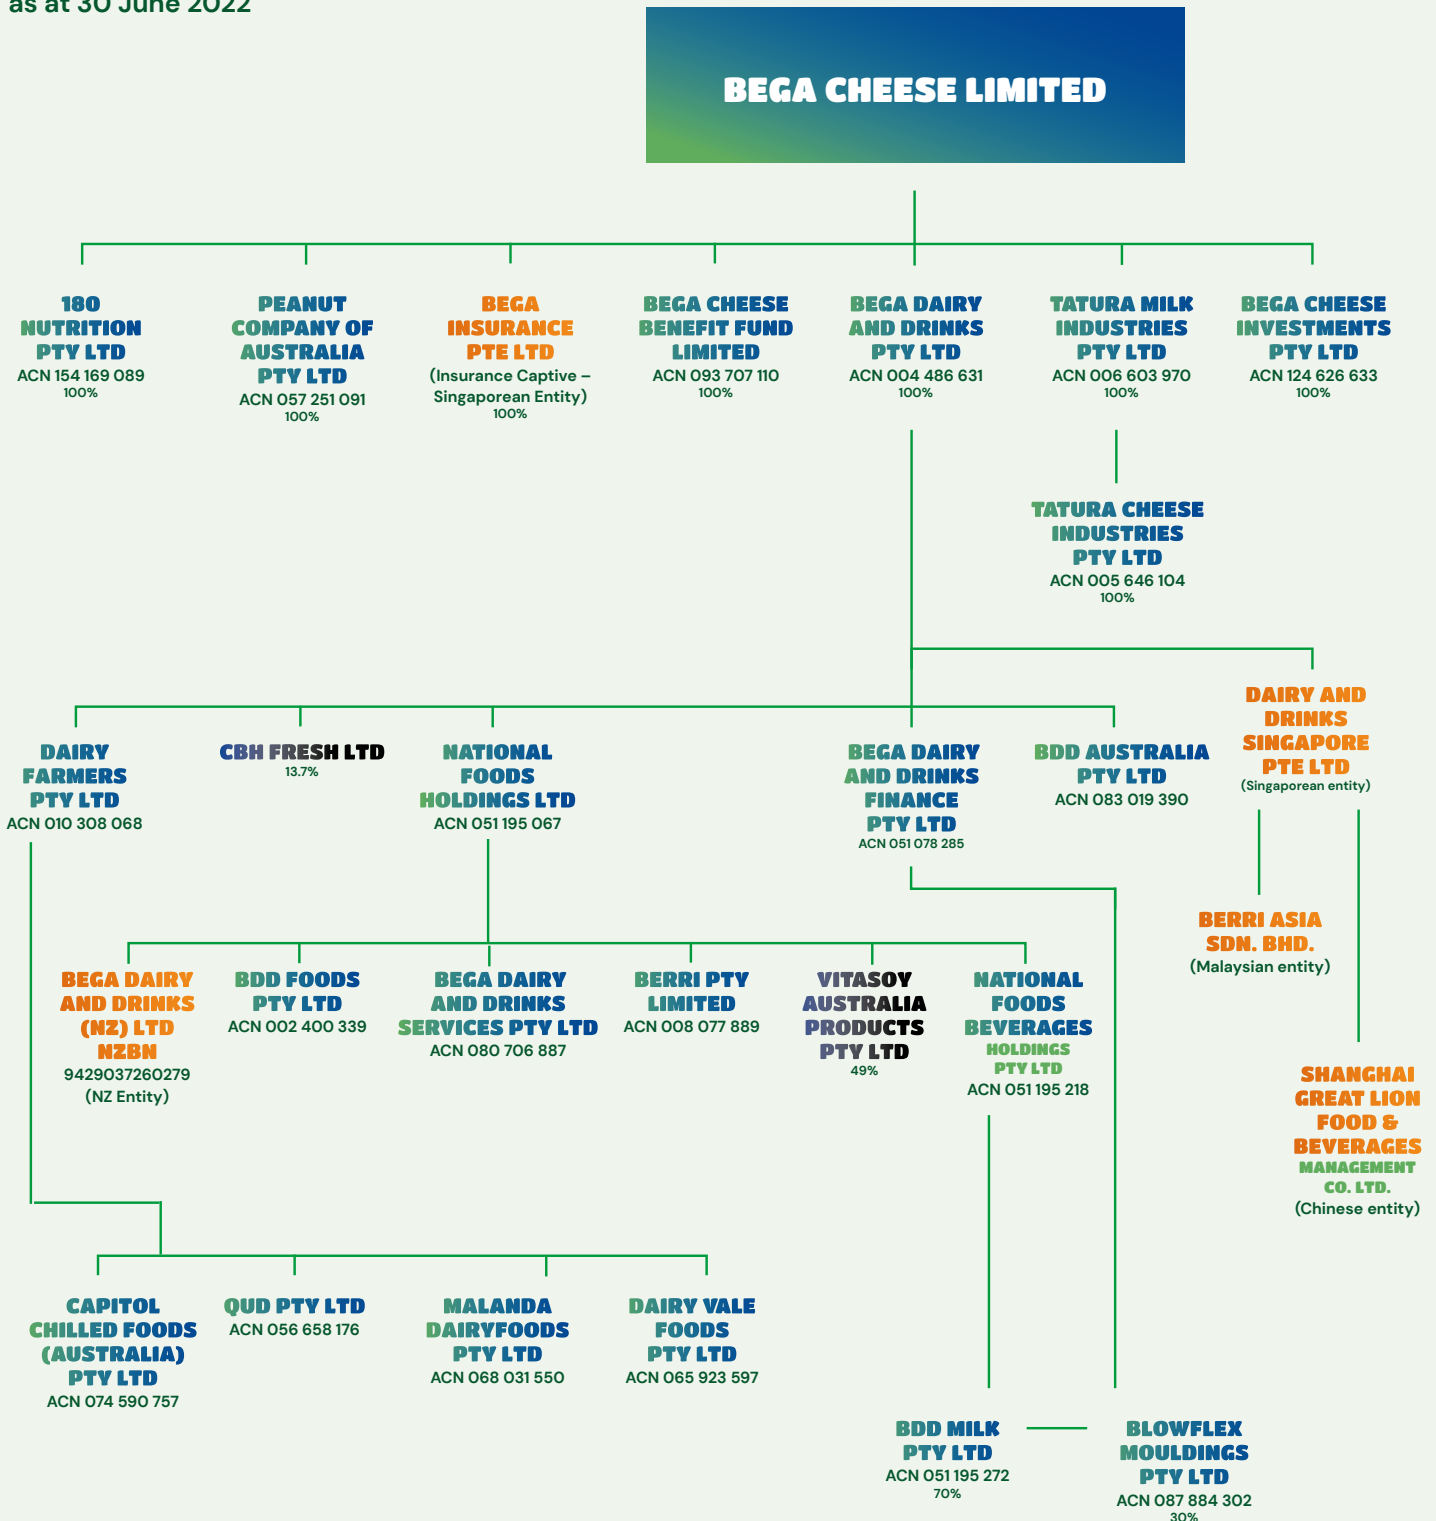 as at 30 June 2022
BEGA CHEESE LIMITED
180
NUTRITION
PTY LTD
ACN 154 169 089
100%
PEANUT
COMPANY OF
AUSTRALIA
PTY LTD
ACN 057 251 091
100%
BEGA
INSURANCE
PTE LTD
(Insurance Captive –
Singaporean Entity)
100%
BEGA CHEESE
BENEFIT FUND
LIMITED
ACN 093 707 110
100%
BEGA DAIRY
AND DRINKS
PTY LTD
ACN 004 486 631
100%
TATURA MILK
INDUSTRIES
PTY LTD
ACN 006 603 970
100%
BEGA CHEESE
INVESTMENTS
PTY LTD
ACN 124 626 633
100%
TATURA CHEESE
INDUSTRIES
PTY LTD
ACN 005 646 104
100%
DAIRY AND
DRINKS
SINGAPORE
PTE LTD
(Singaporean entity)
DAIRY
FARMERS
PTY LTD
ACN 010 308 068
CBH FRESH LTD
13.7%
NATIONAL
FOODS
HOLDINGS LTD
ACN 051 195 067
BEGA DAIRY
AND DRINKS
FINANCE
PTY LTD
ACN 051 078 285
BDD AUSTRALIA
PTY LTD
ACN 083 019 390
BERRI ASIA
SDN. BHD.
(Malaysian entity)
BEGA DAIRY
AND DRINKS
(NZ) LTD
NZBN
9429037260279
(NZ Entity)
BDD FOODS
PTY LTD
ACN 002 400 339
BEGA DAIRY
AND DRINKS
SERVICES PTY LTD
ACN 080 706 887
BERRI PTY
LIMITED
ACN 008 077 889
VITASOY
AUSTRALIA
PRODUCTS
PTY LTD
49%
NATIONAL
FOODS
BEVERAGES
HOLDINGS
PTY LTD
ACN 051 195 218
SHANGHAI
GREAT LION
FOOD &
BEVERAGES
MANAGEMENT
CO. LTD.
(Chinese entity)
CAPITOL
CHILLED FOODS
(AUSTRALIA)
PTY LTD
ACN 074 590 757
QUD PTY LTD
ACN 056 658 176
MALANDA
DAIRYFOODS
PTY LTD
ACN 068 031 550
DAIRY VALE
FOODS
PTY LTD
ACN 065 923 597
BDD MILK
PTY LTD
ACN 051 195 272
70%
BLOWFLEX
MOULDINGS
PTY LTD
ACN 087 884 302
30%